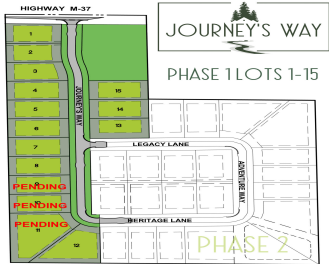 HIGHWAY M-37
JOURNEY'S WAY
PHASE 1 LOTS 1-15
1
2
3
4
5
6
7
8
PENDING
PENDING
10
PENDING
11
12
15
14
13
JOURNEY'S WAY
LEGACY LANE
ADVENTURE WAY
HERITAGE LANE
PHASE 2